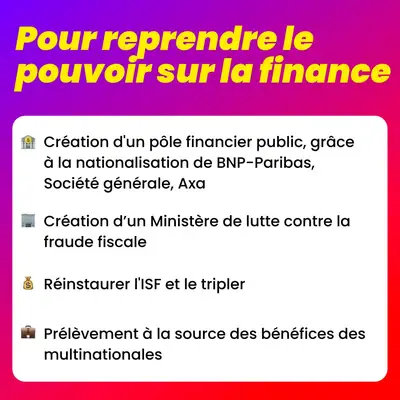 Pour reprendre le
pouvoir sur la finance
Création d'un pôle financier public, grâce
à la nationalisation de BNP-Paribas,
Société générale, Axa
Création d’un Ministère de lutte contre la
fraude fiscale
Réinstaurer l'ISF et le tripler
Prélèvement à la source des bénéfices des
multinationales